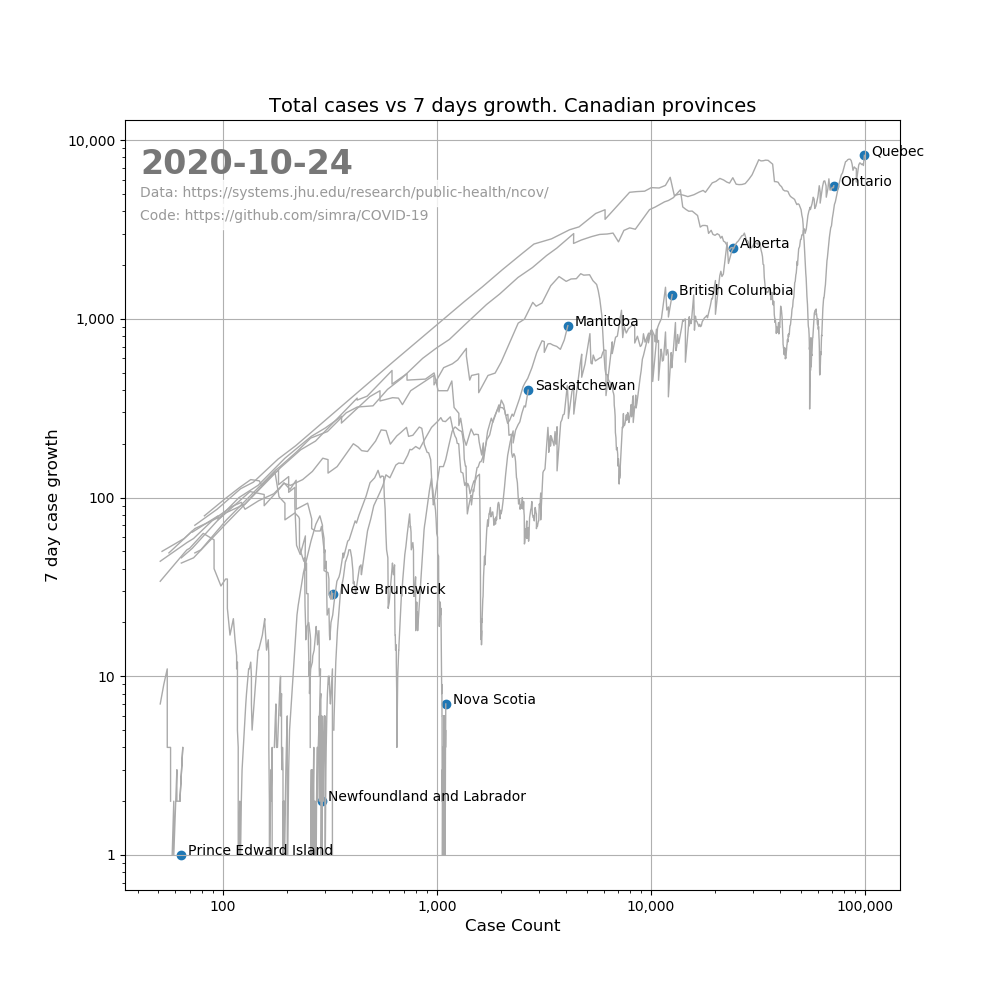 Total cases vs 7 days growth. Canadian provinces
10,000
2020-10-24
Quebec
Data: https://systems.jhu.edu/research/public-health/ncov/
Ontario
Code: https://github.com/simra/COVID-19
Alberta
British Columbia
1,000
Manitoba
Saskatchewan
7 day case growth
100
New Brunswick
10
Nova Scotia
Newfoundland and Labrador
1
Prince Edward Island
100
1,000
10,000
100,000
Case Count